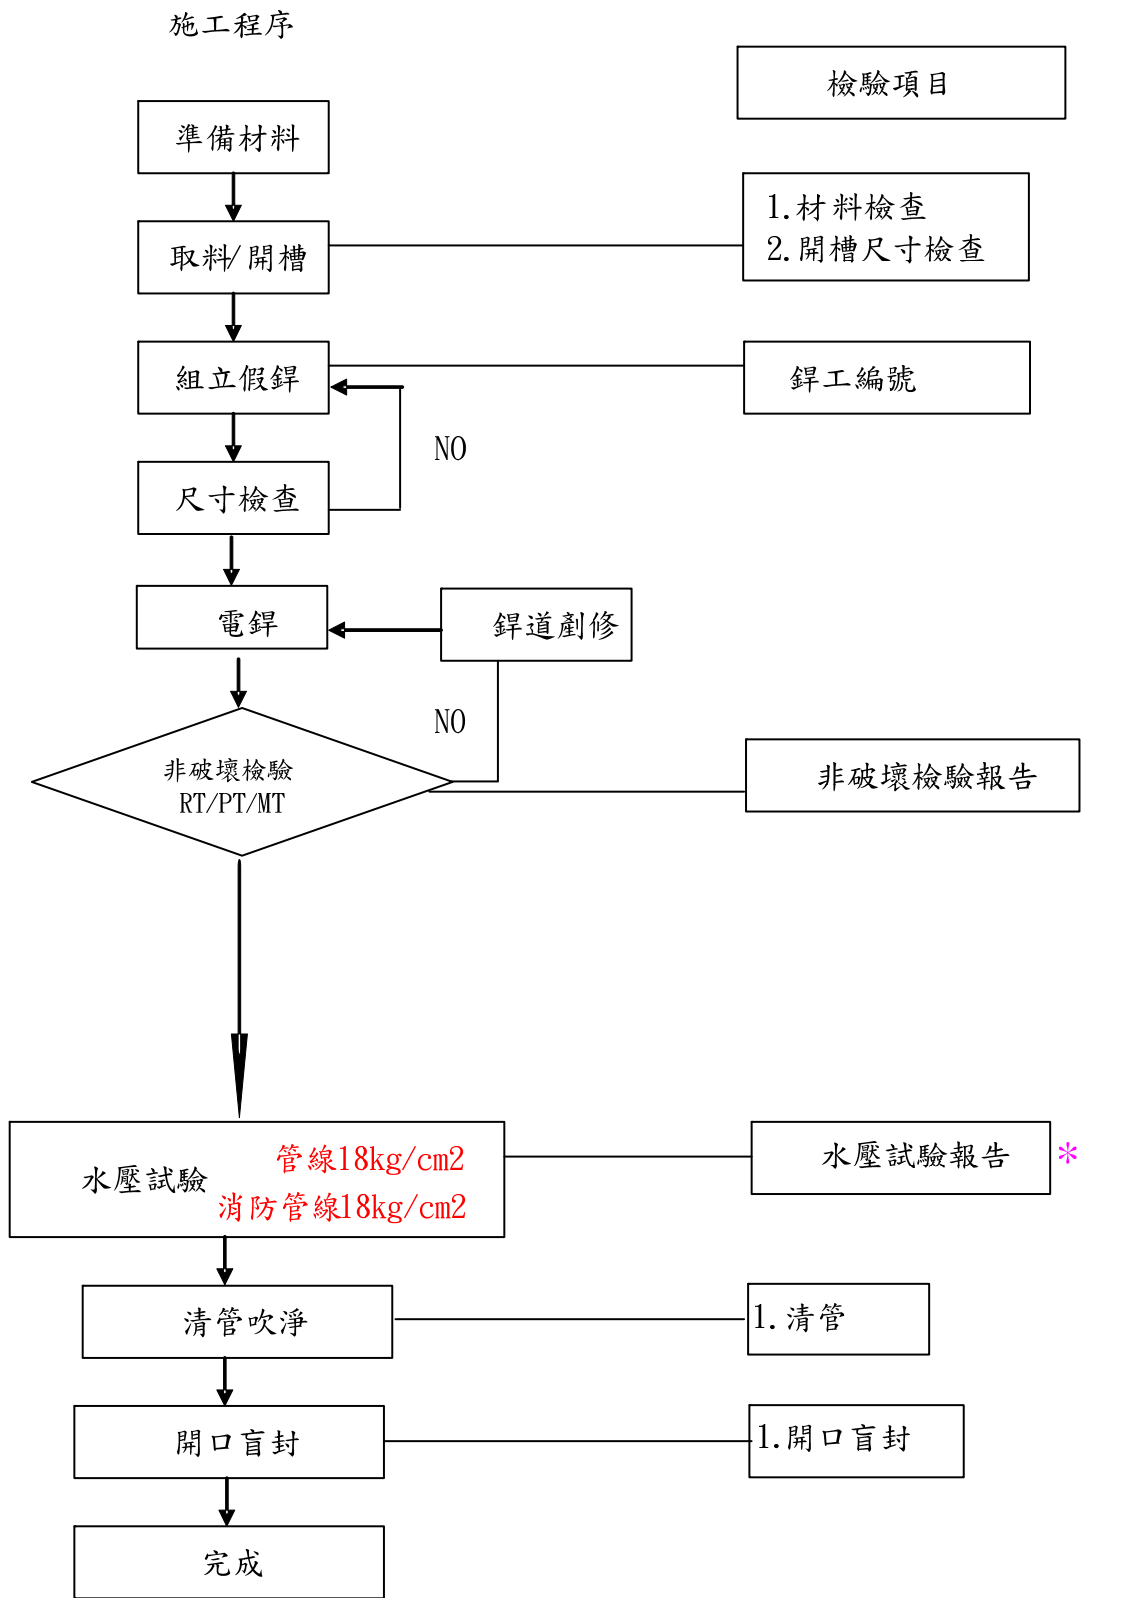 施工程序
檢驗項目
準備材料
1.材料檢查
2.開槽尺寸檢查
取料/開槽
組立假銲
銲工編號
NO
尺寸檢查
電銲
銲道剷修
NO
非破壞檢驗
RT/PT/MT
非破壞檢驗報告
水壓試驗
管線18kg/cm2
消防管線18kg/cm2
水壓試驗報告 *
清管吹淨
1.清管
開口盲封
1.開口盲封
完成